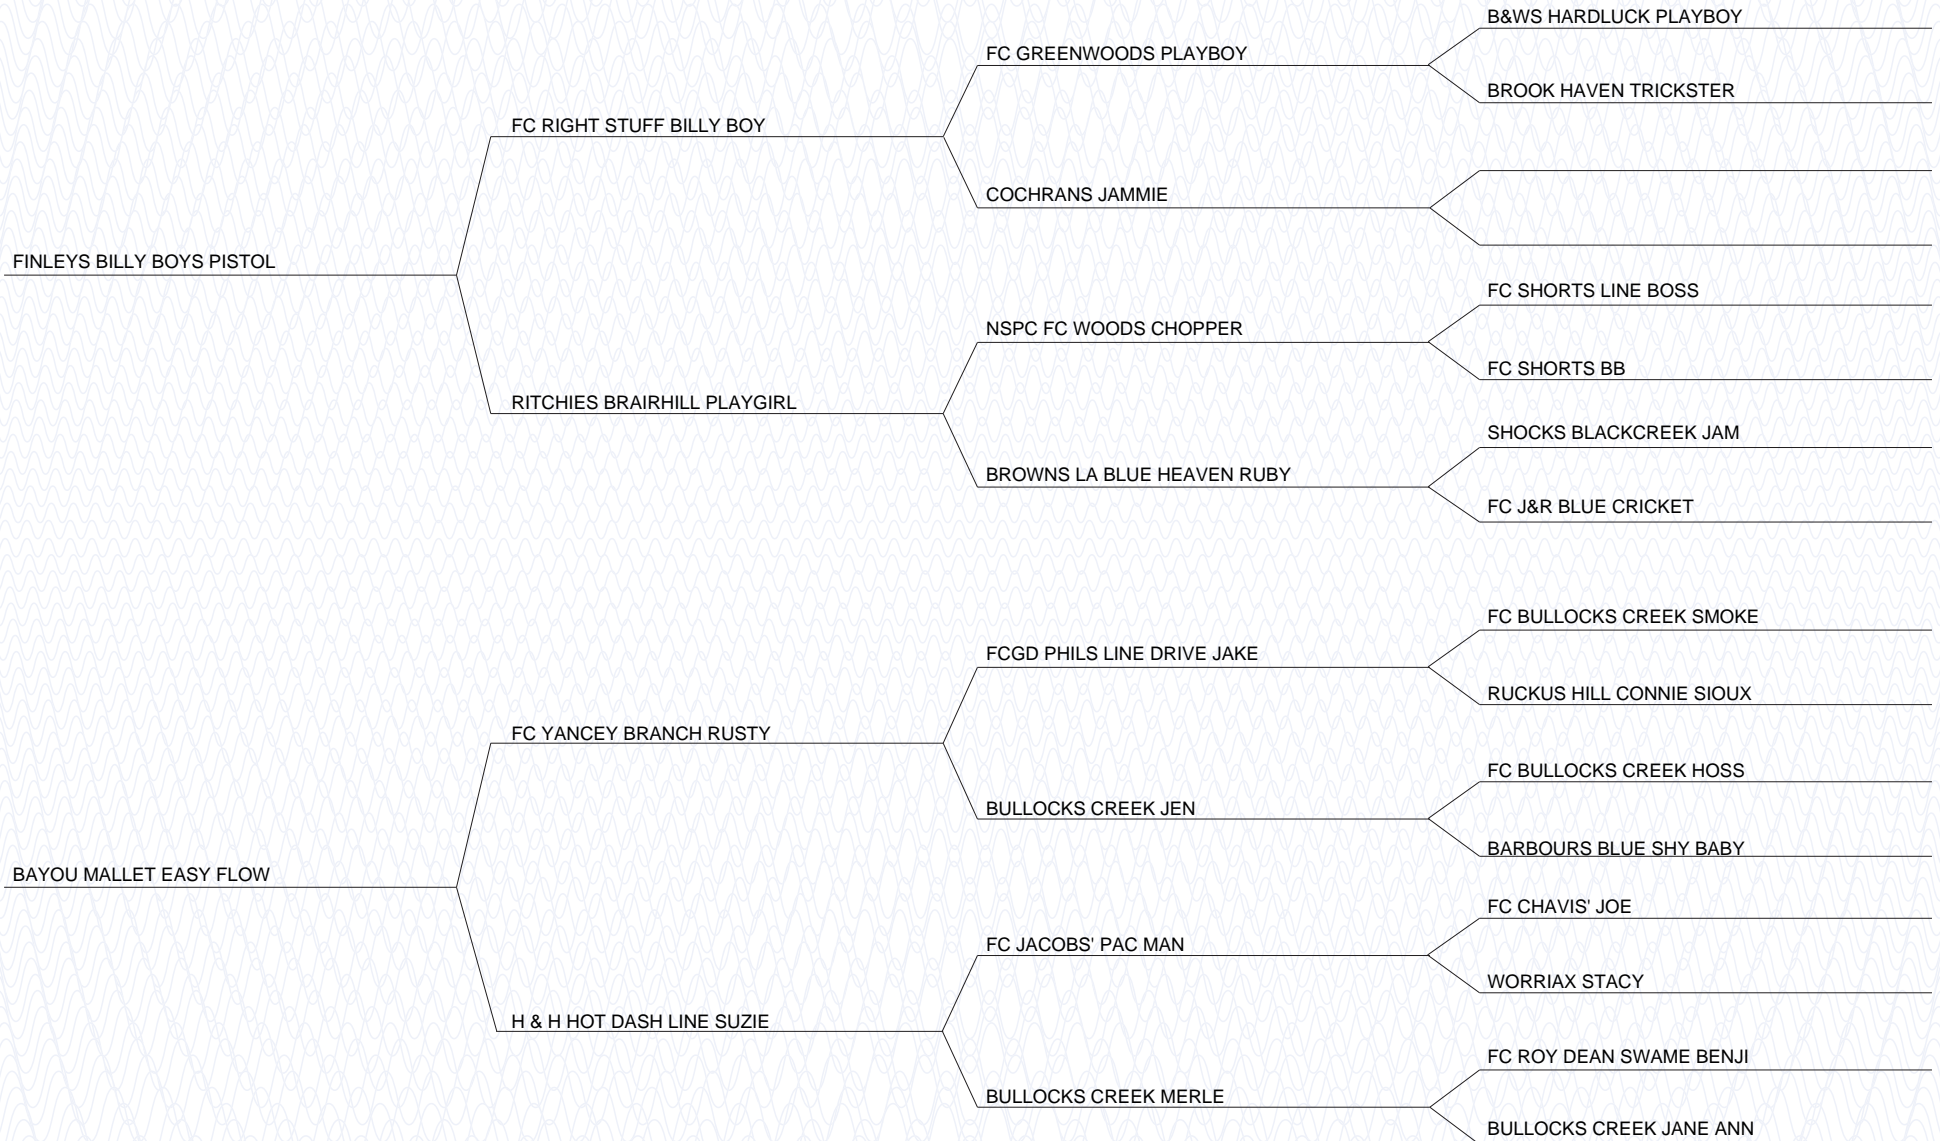 B&WS HARDLUCK PLAYBOY
FC GREENWOODS PLAYBOY
BROOK HAVEN TRICKSTER
FC RIGHT STUFF BILLY BOY
COCHRANS JAMMIE
FINLEYS BILLY BOYS PISTOL
FC SHORTS LINE BOSS
NSPC FC WOODS CHOPPER
FC SHORTS BB
RITCHIES BRAIRHILL PLAYGIRL
SHOCKS BLACKCREEK JAM
BROWNS LA BLUE HEAVEN RUBY
FC J&R BLUE CRICKET
FC BULLOCKS CREEK SMOKE
FCGD PHILS LINE DRIVE JAKE
RUCKUS HILL CONNIE SIOUX
FC YANCEY BRANCH RUSTY
FC BULLOCKS CREEK HOSS
BULLOCKS CREEK JEN
BARBOURS BLUE SHY BABY
BAYOU MALLET EASY FLOW
FC CHAVIS' JOE
FC JACOBS' PAC MAN
WORRIAX STACY
H & H HOT DASH LINE SUZIE
FC ROY DEAN SWAME BENJI
BULLOCKS CREEK MERLE
BULLOCKS CREEK JANE ANN